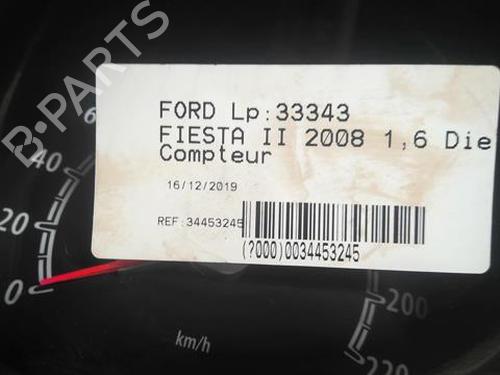 B-PARTS
FORD Lp:33343
FIESTA II 2008 1,6 Die
Compteur
16/12/2019
REF:34453245
(?000)0034453245
6
40
20
0
200
220
km/h